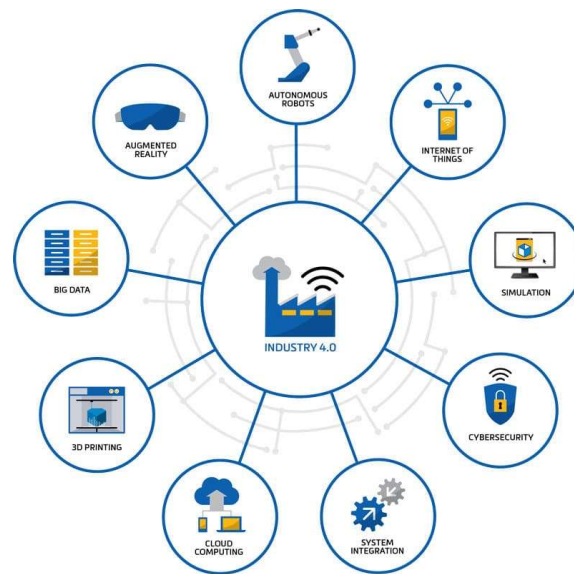 AUTONOMOUS
ROBOTS
INTERNET OF
THINGS
SIMULATION
CYBERSECURITY
SYSTEM
INTEGRATION
CLOUD
COMPUTING
3D PRINTING
BIG DATA
AUGMENTED
REALITY
INDUSTRY 4.0